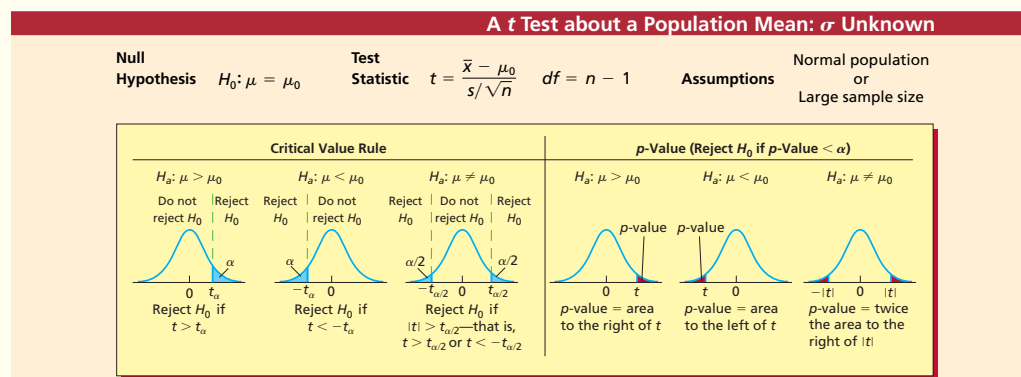 A t Test about a Population Mean: σ Unknown
Null
Hypothesis H₀: μ = μ₀
Test
Statistic t = (x̄ − μ₀) / (s/√n) df = n − 1
Assumptions
Normal population
or
Large sample size
Critical Value Rule
Hₐ: μ > μ₀
Do not
reject H₀
Reject
H₀
α
0 tα
Reject H₀ if
t > tα
Hₐ: μ < μ₀
Reject
H₀
Do not
reject H₀
α
−tα 0
Reject H₀ if
t < −tα
Hₐ: μ ≠ μ₀
Reject
H₀
Do not
reject H₀
Reject
H₀
α/2 α/2
−tα/2 0 tα/2
Reject H₀ if
|t| > tα/2—that is,
t > tα/2 or t < −tα/2
p-Value (Reject H₀ if p-Value < α)
Hₐ: μ > μ₀
p-value
0 t
p-value = area
to the right of t
Hₐ: μ < μ₀
p-value
t 0
p-value = area
to the left of t
Hₐ: μ ≠ μ₀
−|t| 0 |t|
p-value = twice
the area to the
right of |t|